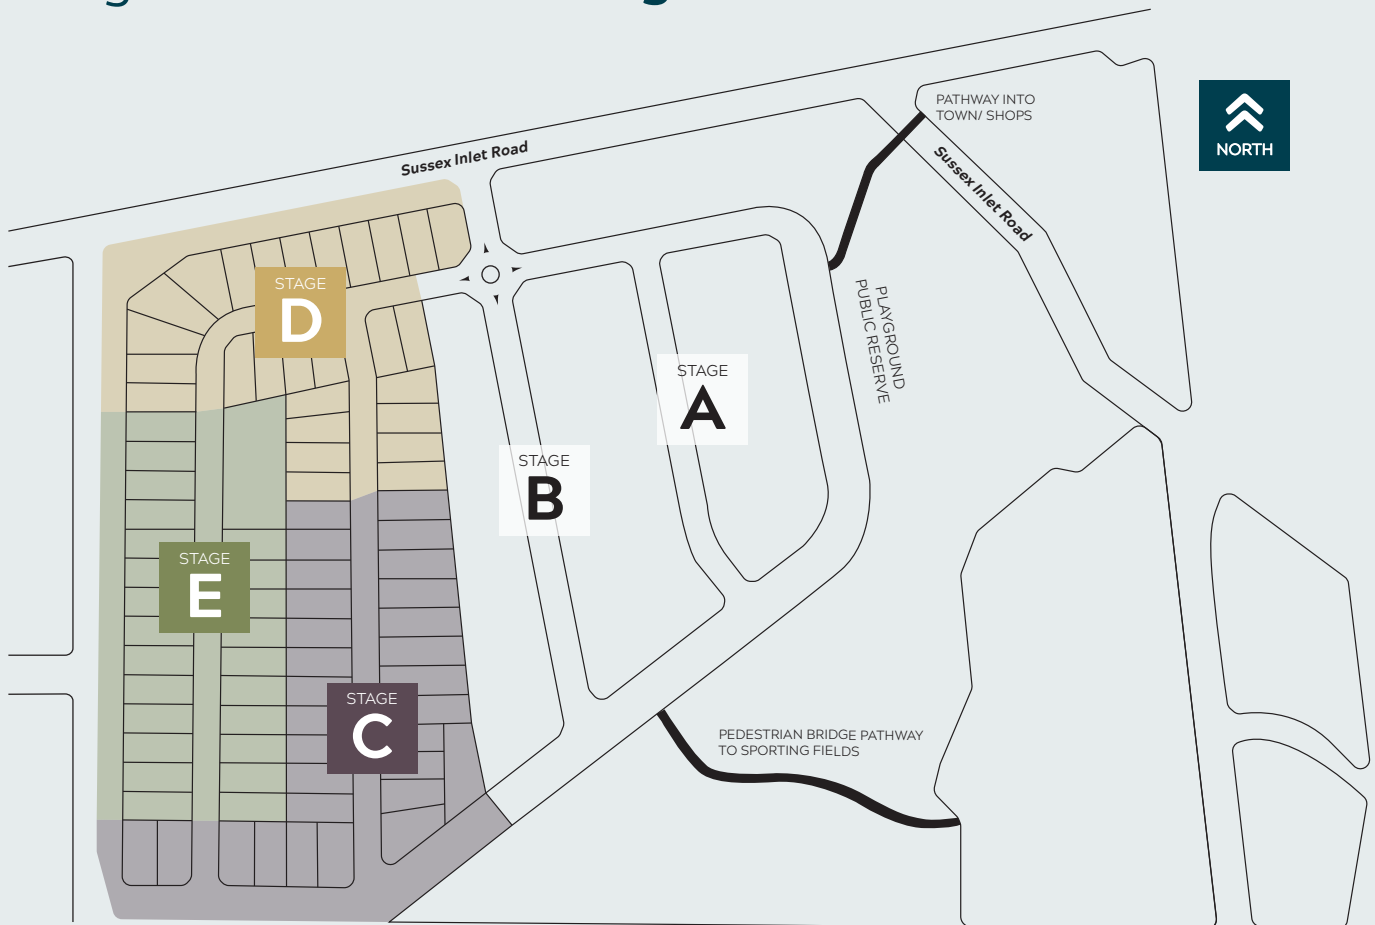 PATHWAY INTO
TOWN/ SHOPS
NORTH
Sussex Inlet Road
Sussex Inlet Road
STAGE
D
PLAYGROUND
PUBLIC RESERVE
STAGE
A
STAGE
B
STAGE
E
STAGE
C
PEDESTRIAN BRIDGE PATHWAY
TO SPORTING FIELDS